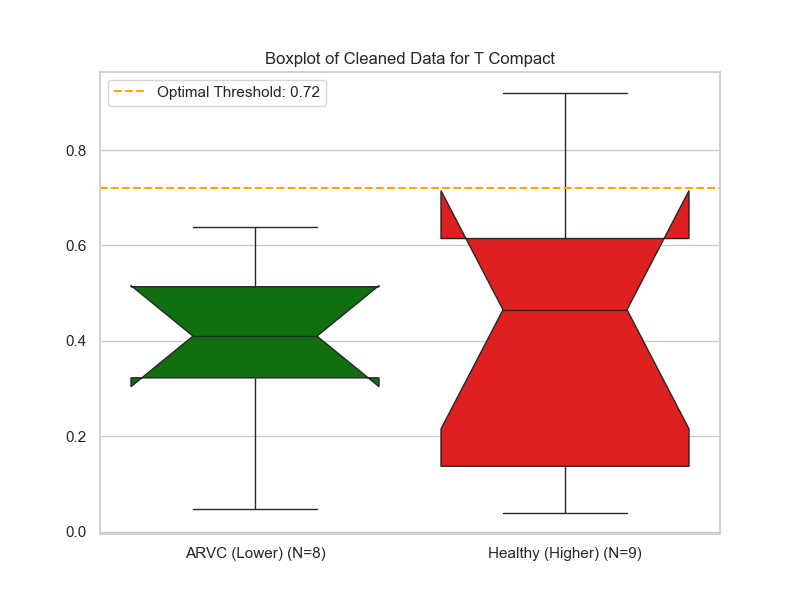 Boxplot of Cleaned Data for T Compact
Optimal Threshold: 0.72
0.8
0.6
0.4
0.2
0.0
ARVC (Lower) (N=8)
Healthy (Higher) (N=9)